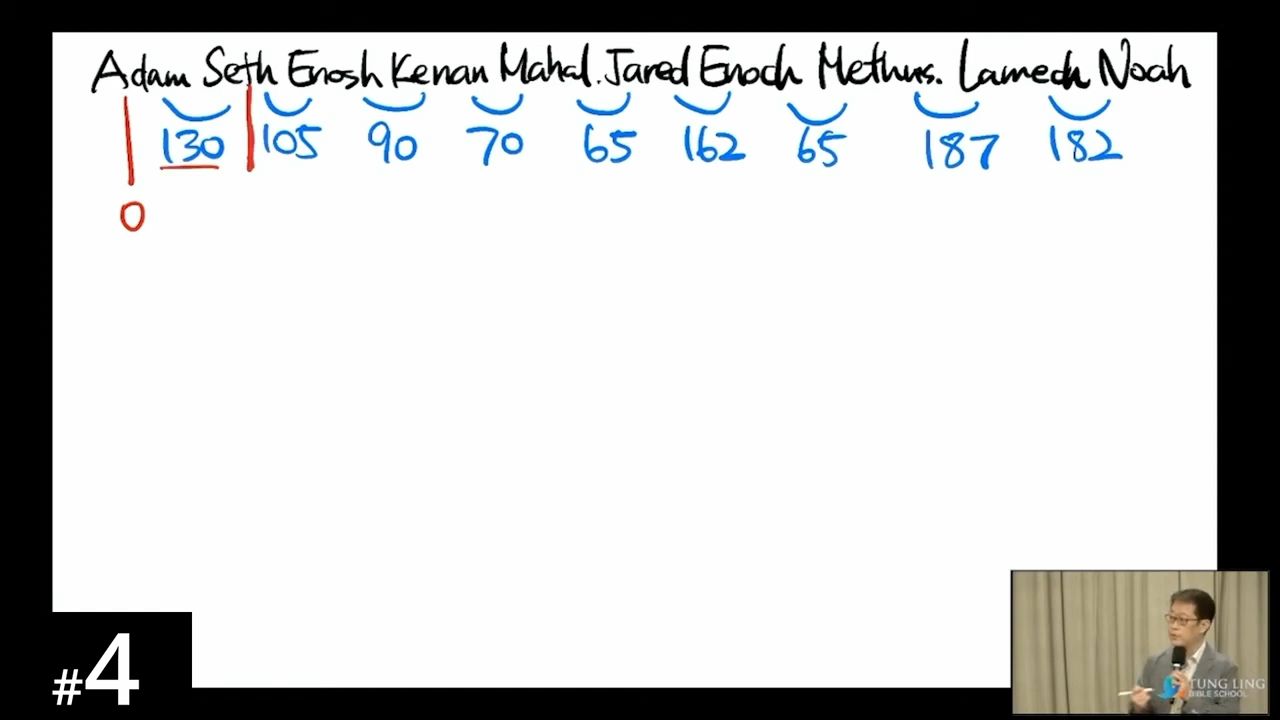 Adam Seth Enosh Kenan Mahal. Jared Enoch Methus. Lamech Noah
130 105 90 70 65 162 65 187 182
0
#4
TUNG LING
BIBLE SCHOOL